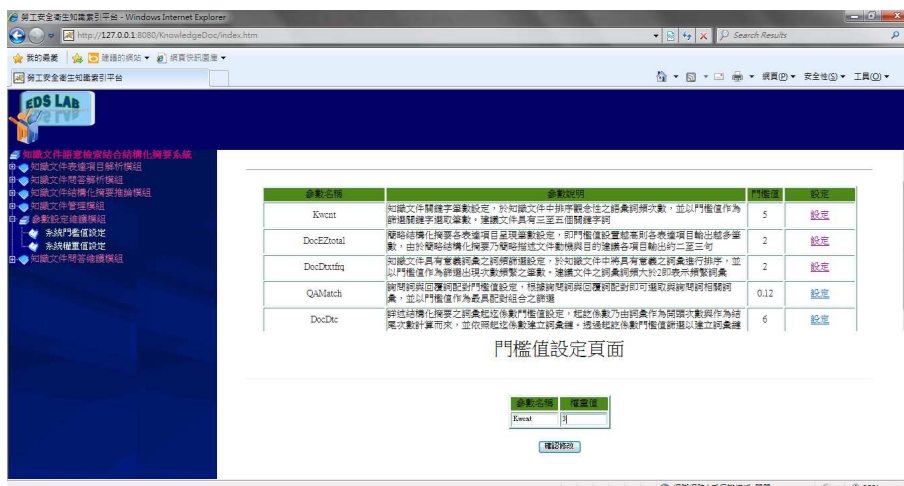 勞工安全衛生知識索引平台 - Windows Internet Explorer
http://127.0.0.1:8080/KnowledgeDoc/index.htm
Search Results
我的最愛
建議的網站
網頁快訊圖庫
勞工安全衛生知識索引平台
網頁(P)
安全性(S)
工具(O)
EDS LAB
知識文件語意檢索結合結構化摘要系統
知識文件表達項目解析模組
知識文件問答解析模組
知識文件結構化摘要推論模組
知識文件管理模組
參數設定維護模組
系統門檻值設定
系統權重值設定
知識文件問答維護模組
參數名稱 參數說明 門檻值 設定
Kwcnt 知識文件關鍵字筆數設定，於知識文件中排序觀念性之語彙詞頻次數，並以門檻值作為
篩選關鍵字選取筆數。建議文件具有三至五個關鍵字詞 5 設定
DocEZtotal 簡略結構化摘要各表達項目呈現筆數設定，即門檻值設置越高則各表達項目輸出越多筆
數，由於簡略結構化摘要乃簡略描述文件動機與目的建議各項目輸出約二至三句 2 設定
DocDtxtfrq 知識文件具有意義詞彙之詞頻篩選設定，於知識文件中將具有意義之詞彙進行排序，並
以門檻值作為篩選出現次數頻繁之筆數。建議文件之詞彙詞頻大於2即表示頻繁詞彙 2 設定
QAMatch 詢問詞與回覆詞配對門檻值設定，根據詢問詞與回覆詞配對即可選取與詢問詞相關詞
彙，並以門檻值作為最具配對組合之篩選 0.12 設定
DocDtc 詳述結構化摘要之詞彙起迄係數門檻值設定，起訖係數乃由詞彙作為開頭次數與作為結
尾次數計算而來，並依照起迄係數建立詞彙鏈。透過起訖係數門檻值篩選以建立詞彙鏈 6 設定
門檻值設定頁面
參數名稱 權重值
Kwcnt 3
確認修改